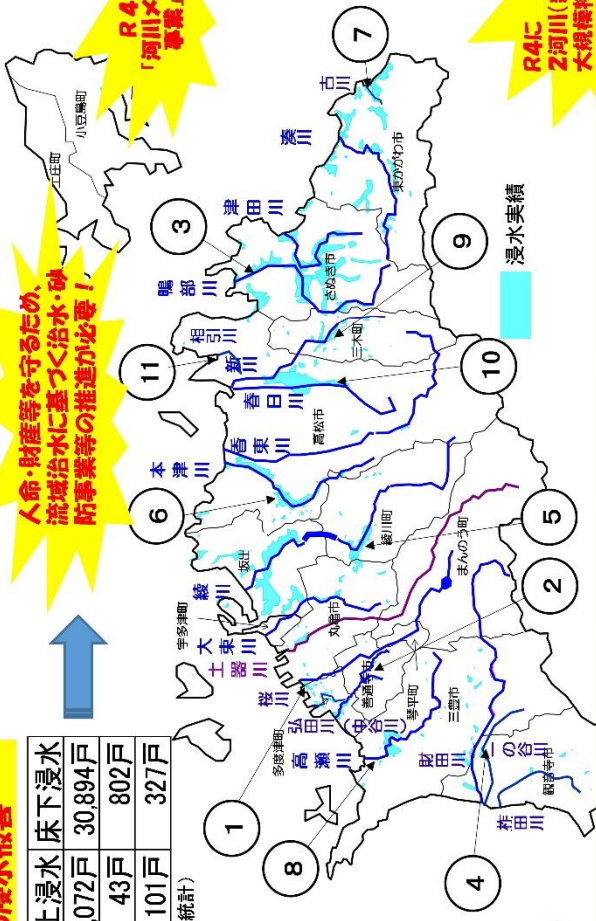 の浸水被害
上浸水 床下浸水
,072戸 30,894戸
43戸 802戸
101戸 327戸
統計)
人命・財産等を守るため、
流域治水に基づく治水・砂
防事業等の推進が必要!
R4
「河川メ
事業」
R4に
2河川(
大規模特
土庄町
小豆島町
浸水実績
1
2
3
4
5
6
7
8
9
10
11
古川
湊川
津田川
鴨部川
相引川
新川
春日川
香東川
本津川
綾川
大束川
土器川
桜川
弘田川(中谷川)
高瀬川
財田川
一の谷川
柞田川
東かがわ市
さぬき市
三木町
高松市
綾川町
坂出
宇多津町
丸亀市
まんのう町
善通寺市
琴平町
多度津町
三豊市
観音寺市